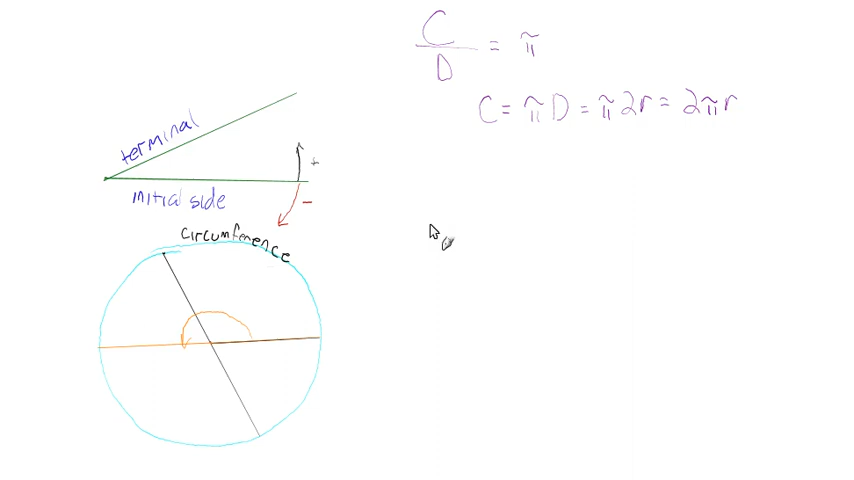 C
D
= π
C = πD = π2r = 2πr
terminal
+
initial side
−
circumference